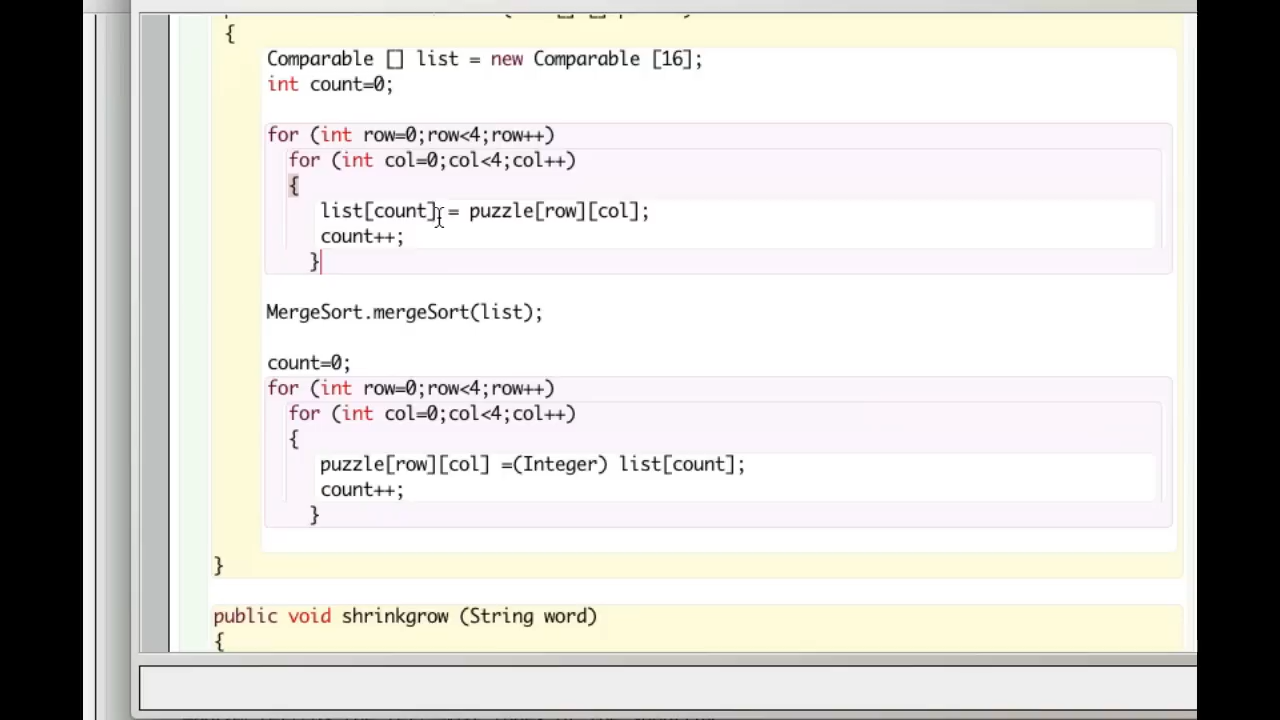 {
Comparable [] list = new Comparable [16];
int count=0;
for (int row=0;row<4;row++)
for (int col=0;col<4;col++)
{
list[count] = puzzle[row][col];
count++;
}
MergeSort.mergeSort(list);
count=0;
for (int row=0;row<4;row++)
for (int col=0;col<4;col++)
{
puzzle[row][col] =(Integer) list[count];
count++;
}
}
public void shrinkgrow (String word)
{